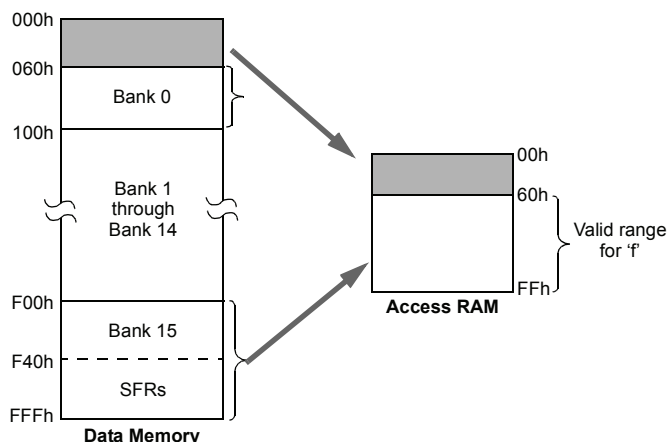 000h
060h
Bank 0
100h
Bank 1
through
Bank 14
F00h
Bank 15
F40h
SFRs
FFFh
Data Memory
00h
60h
Valid range
for ‘f’
FFh
Access RAM